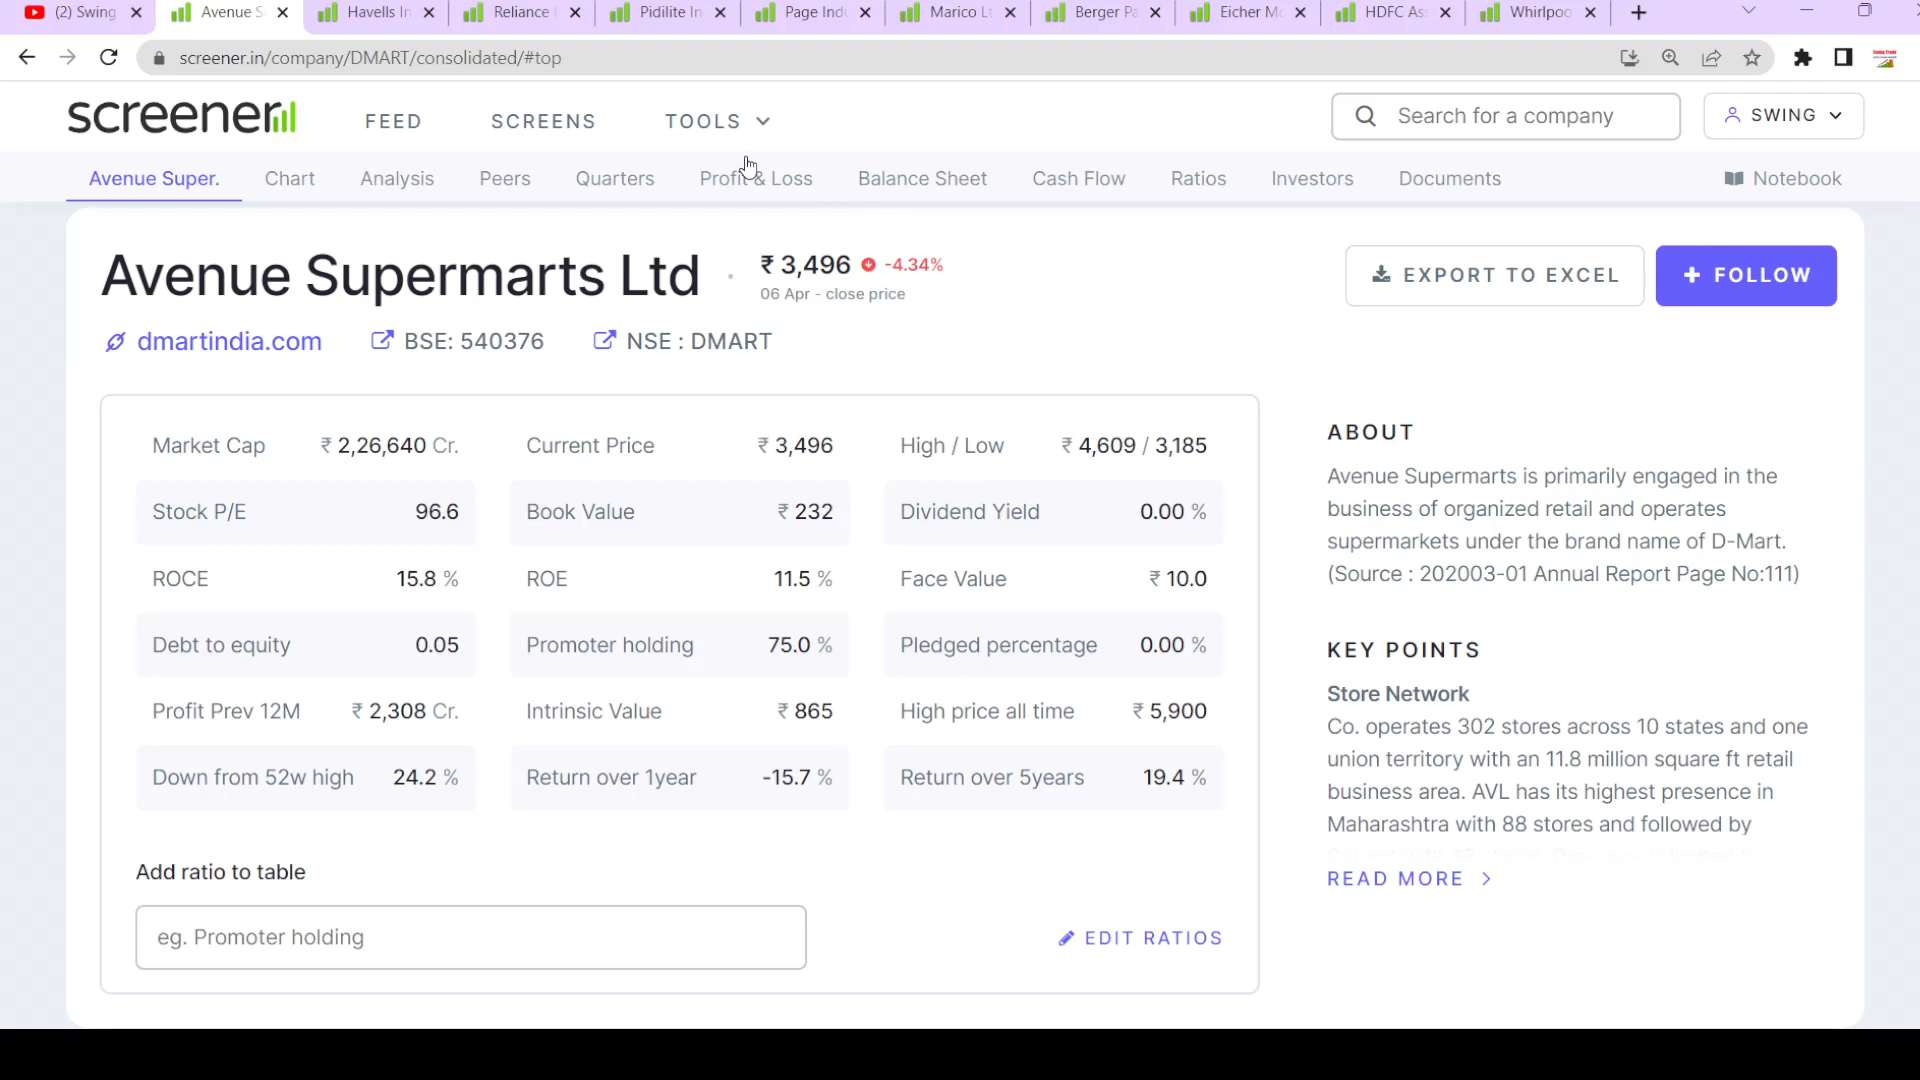 (2) Swing
Avenue S
Havells In
Reliance I
Pidilite In
Page Indu
Marico Lt
Berger Pa
Eicher Mo
HDFC Ass
Whirlpoo
screener.in/company/DMART/consolidated/#top
screener
FEED
SCREENS
TOOLS
Search for a company
SWING
Avenue Super.
Chart
Analysis
Peers
Quarters
Profit & Loss
Balance Sheet
Cash Flow
Ratios
Investors
Documents
Notebook
Avenue Supermarts Ltd
₹ 3,496 -4.34%
06 Apr - close price
EXPORT TO EXCEL
+ FOLLOW
dmartindia.com
BSE: 540376
NSE : DMART
Market Cap ₹ 2,26,640 Cr.
Current Price ₹ 3,496
High / Low ₹ 4,609 / 3,185
Stock P/E 96.6
Book Value ₹ 232
Dividend Yield 0.00 %
ROCE 15.8 %
ROE 11.5 %
Face Value ₹ 10.0
Debt to equity 0.05
Promoter holding 75.0 %
Pledged percentage 0.00 %
Profit Prev 12M ₹ 2,308 Cr.
Intrinsic Value ₹ 865
High price all time ₹ 5,900
Down from 52w high 24.2 %
Return over 1year -15.7 %
Return over 5years 19.4 %
Add ratio to table
eg. Promoter holding
EDIT RATIOS
ABOUT
Avenue Supermarts is primarily engaged in the
business of organized retail and operates
supermarkets under the brand name of D-Mart.
(Source : 202003-01 Annual Report Page No:111)
KEY POINTS
Store Network
Co. operates 302 stores across 10 states and one
union territory with an 11.8 million square ft retail
business area. AVL has its highest presence in
Maharashtra with 88 stores and followed by
READ MORE